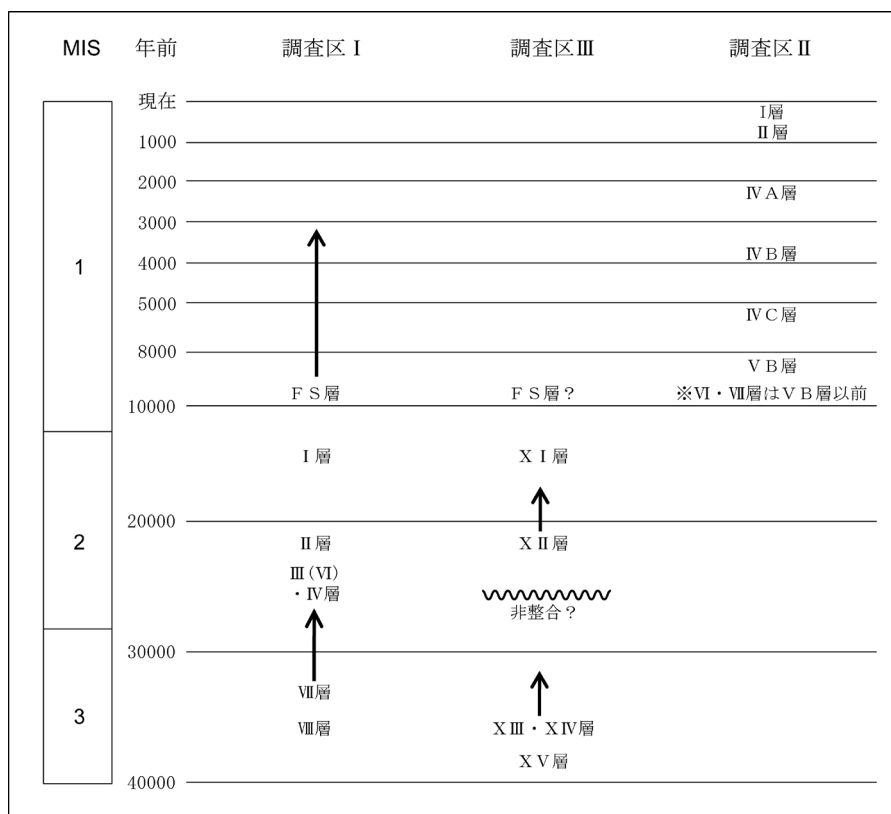 MIS 年前 調査区Ⅰ 調査区Ⅲ 調査区Ⅱ
現在
Ⅰ層
Ⅱ層
1000
2000
ⅣA層
3000
ⅣB層
1
4000
5000
ⅣC層
8000
ⅤB層
FS層 FS層? ※Ⅵ・Ⅶ層はⅤB層以前
10000
Ⅰ層 ⅩⅠ層
20000
2 Ⅱ層 ⅩⅡ層
Ⅲ(Ⅵ)
・Ⅳ層
非整合?
30000
Ⅶ層
3 Ⅷ層 ⅩⅢ・ⅩⅣ層
ⅩⅤ層
40000